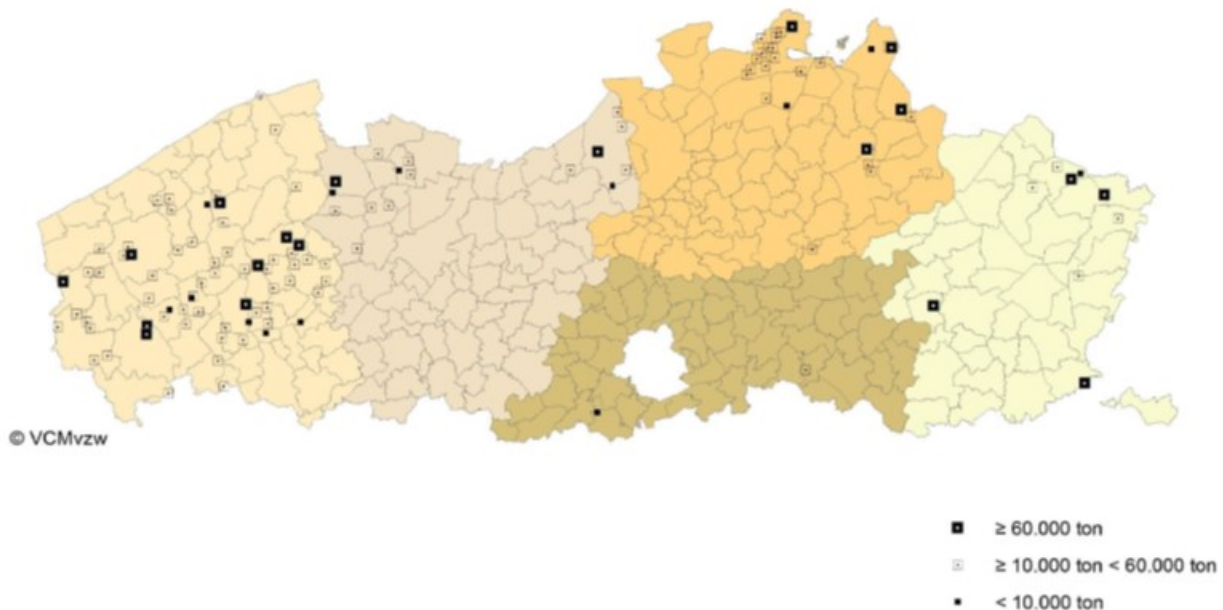 © VCMvzw
≥ 60.000 ton
≥ 10.000 ton < 60.000 ton
< 10.000 ton